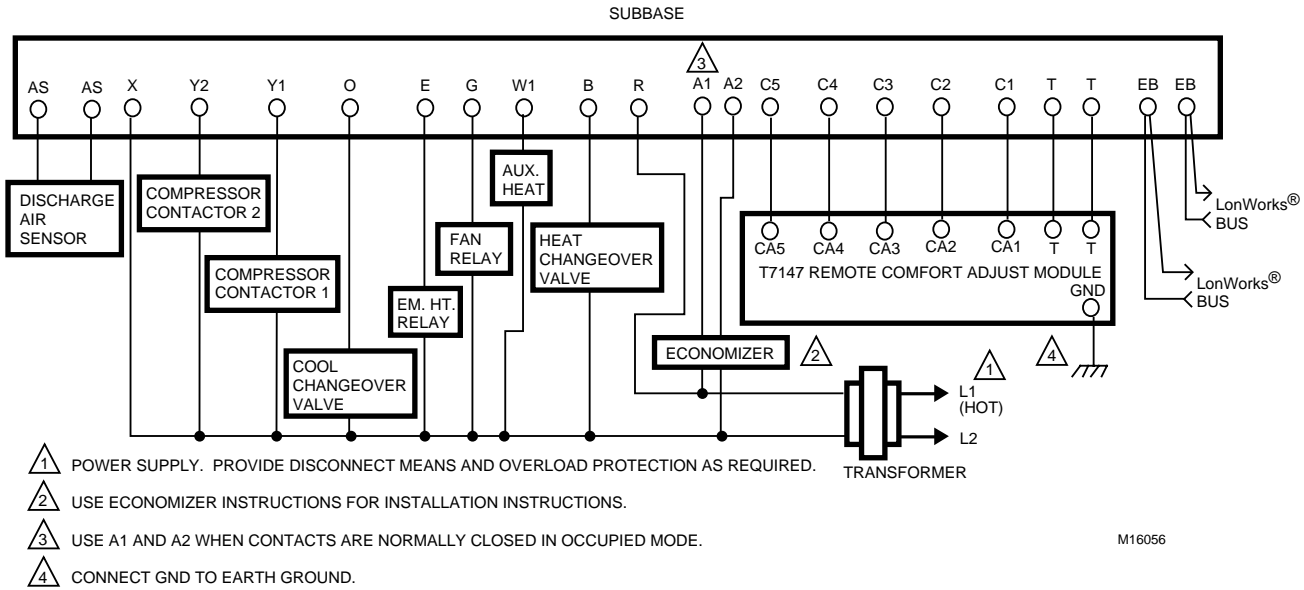 SUBBASE
3
AS AS X Y2 Y1 O E G W1 B R A1 A2 C5 C4 C3 C2 C1 T T EB EB
DISCHARGE
AIR
SENSOR
COMPRESSOR
CONTACTOR 2
COMPRESSOR
CONTACTOR 1
COOL
CHANGEOVER
VALVE
EM. HT.
RELAY
FAN
RELAY
AUX.
HEAT
HEAT
CHANGEOVER
VALVE
ECONOMIZER
2
CA5 CA4 CA3 CA2 CA1 T T
T7147 REMOTE COMFORT ADJUST MODULE
GND
4
LonWorks®
BUS
LonWorks®
BUS
1
L1
(HOT)
L2
TRANSFORMER
1 POWER SUPPLY. PROVIDE DISCONNECT MEANS AND OVERLOAD PROTECTION AS REQUIRED.
2 USE ECONOMIZER INSTRUCTIONS FOR INSTALLATION INSTRUCTIONS.
3 USE A1 AND A2 WHEN CONTACTS ARE NORMALLY CLOSED IN OCCUPIED MODE.
4 CONNECT GND TO EARTH GROUND.
M16056